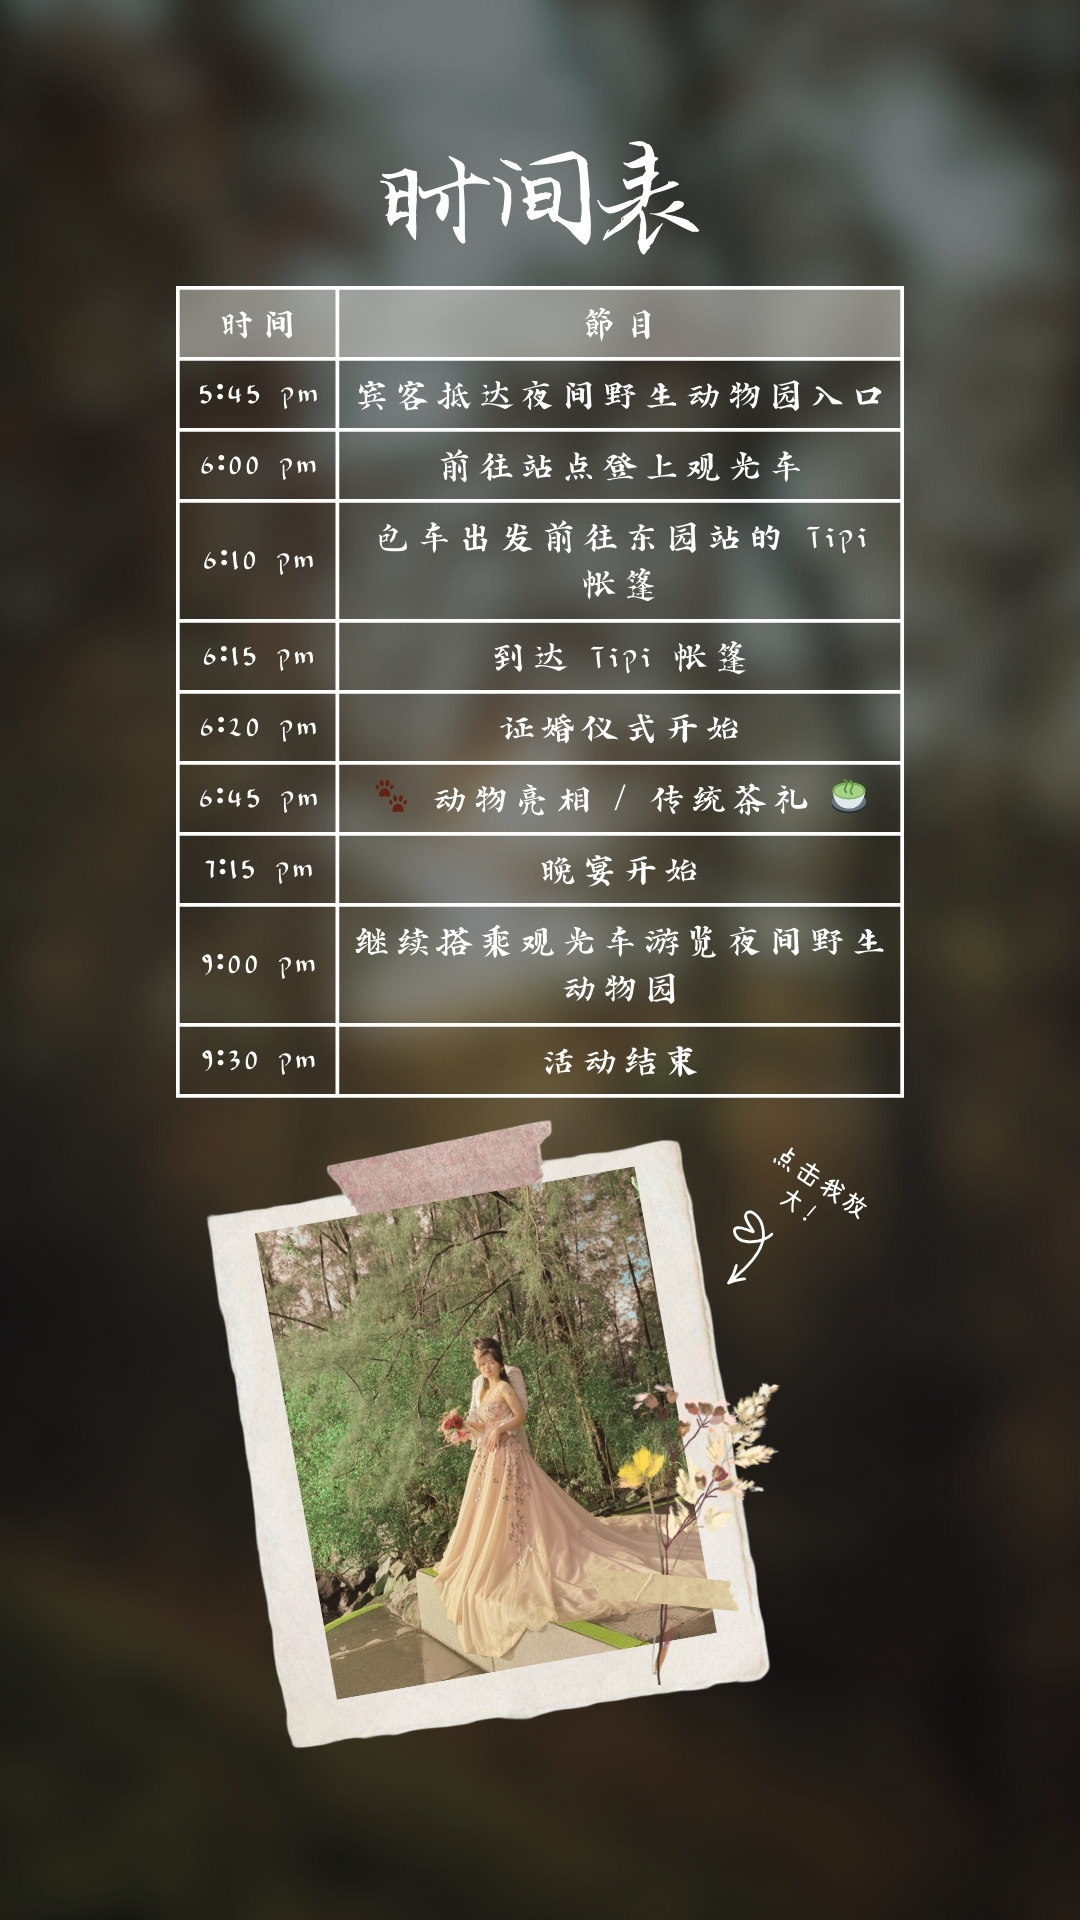 时间表
时间 節目
5:45 pm 宾客抵达夜间野生动物园入口
6:00 pm 前往站点登上观光车
6:10 pm 包车出发前往东园站的 Tipi
帐篷
6:15 pm 到达 Tipi 帐篷
6:20 pm 证婚仪式开始
6:45 pm 动物亮相 / 传统茶礼
7:15 pm 晚宴开始
9:00 pm 继续搭乘观光车游览夜间野生
动物园
9:30 pm 活动结束
点击我放
大！